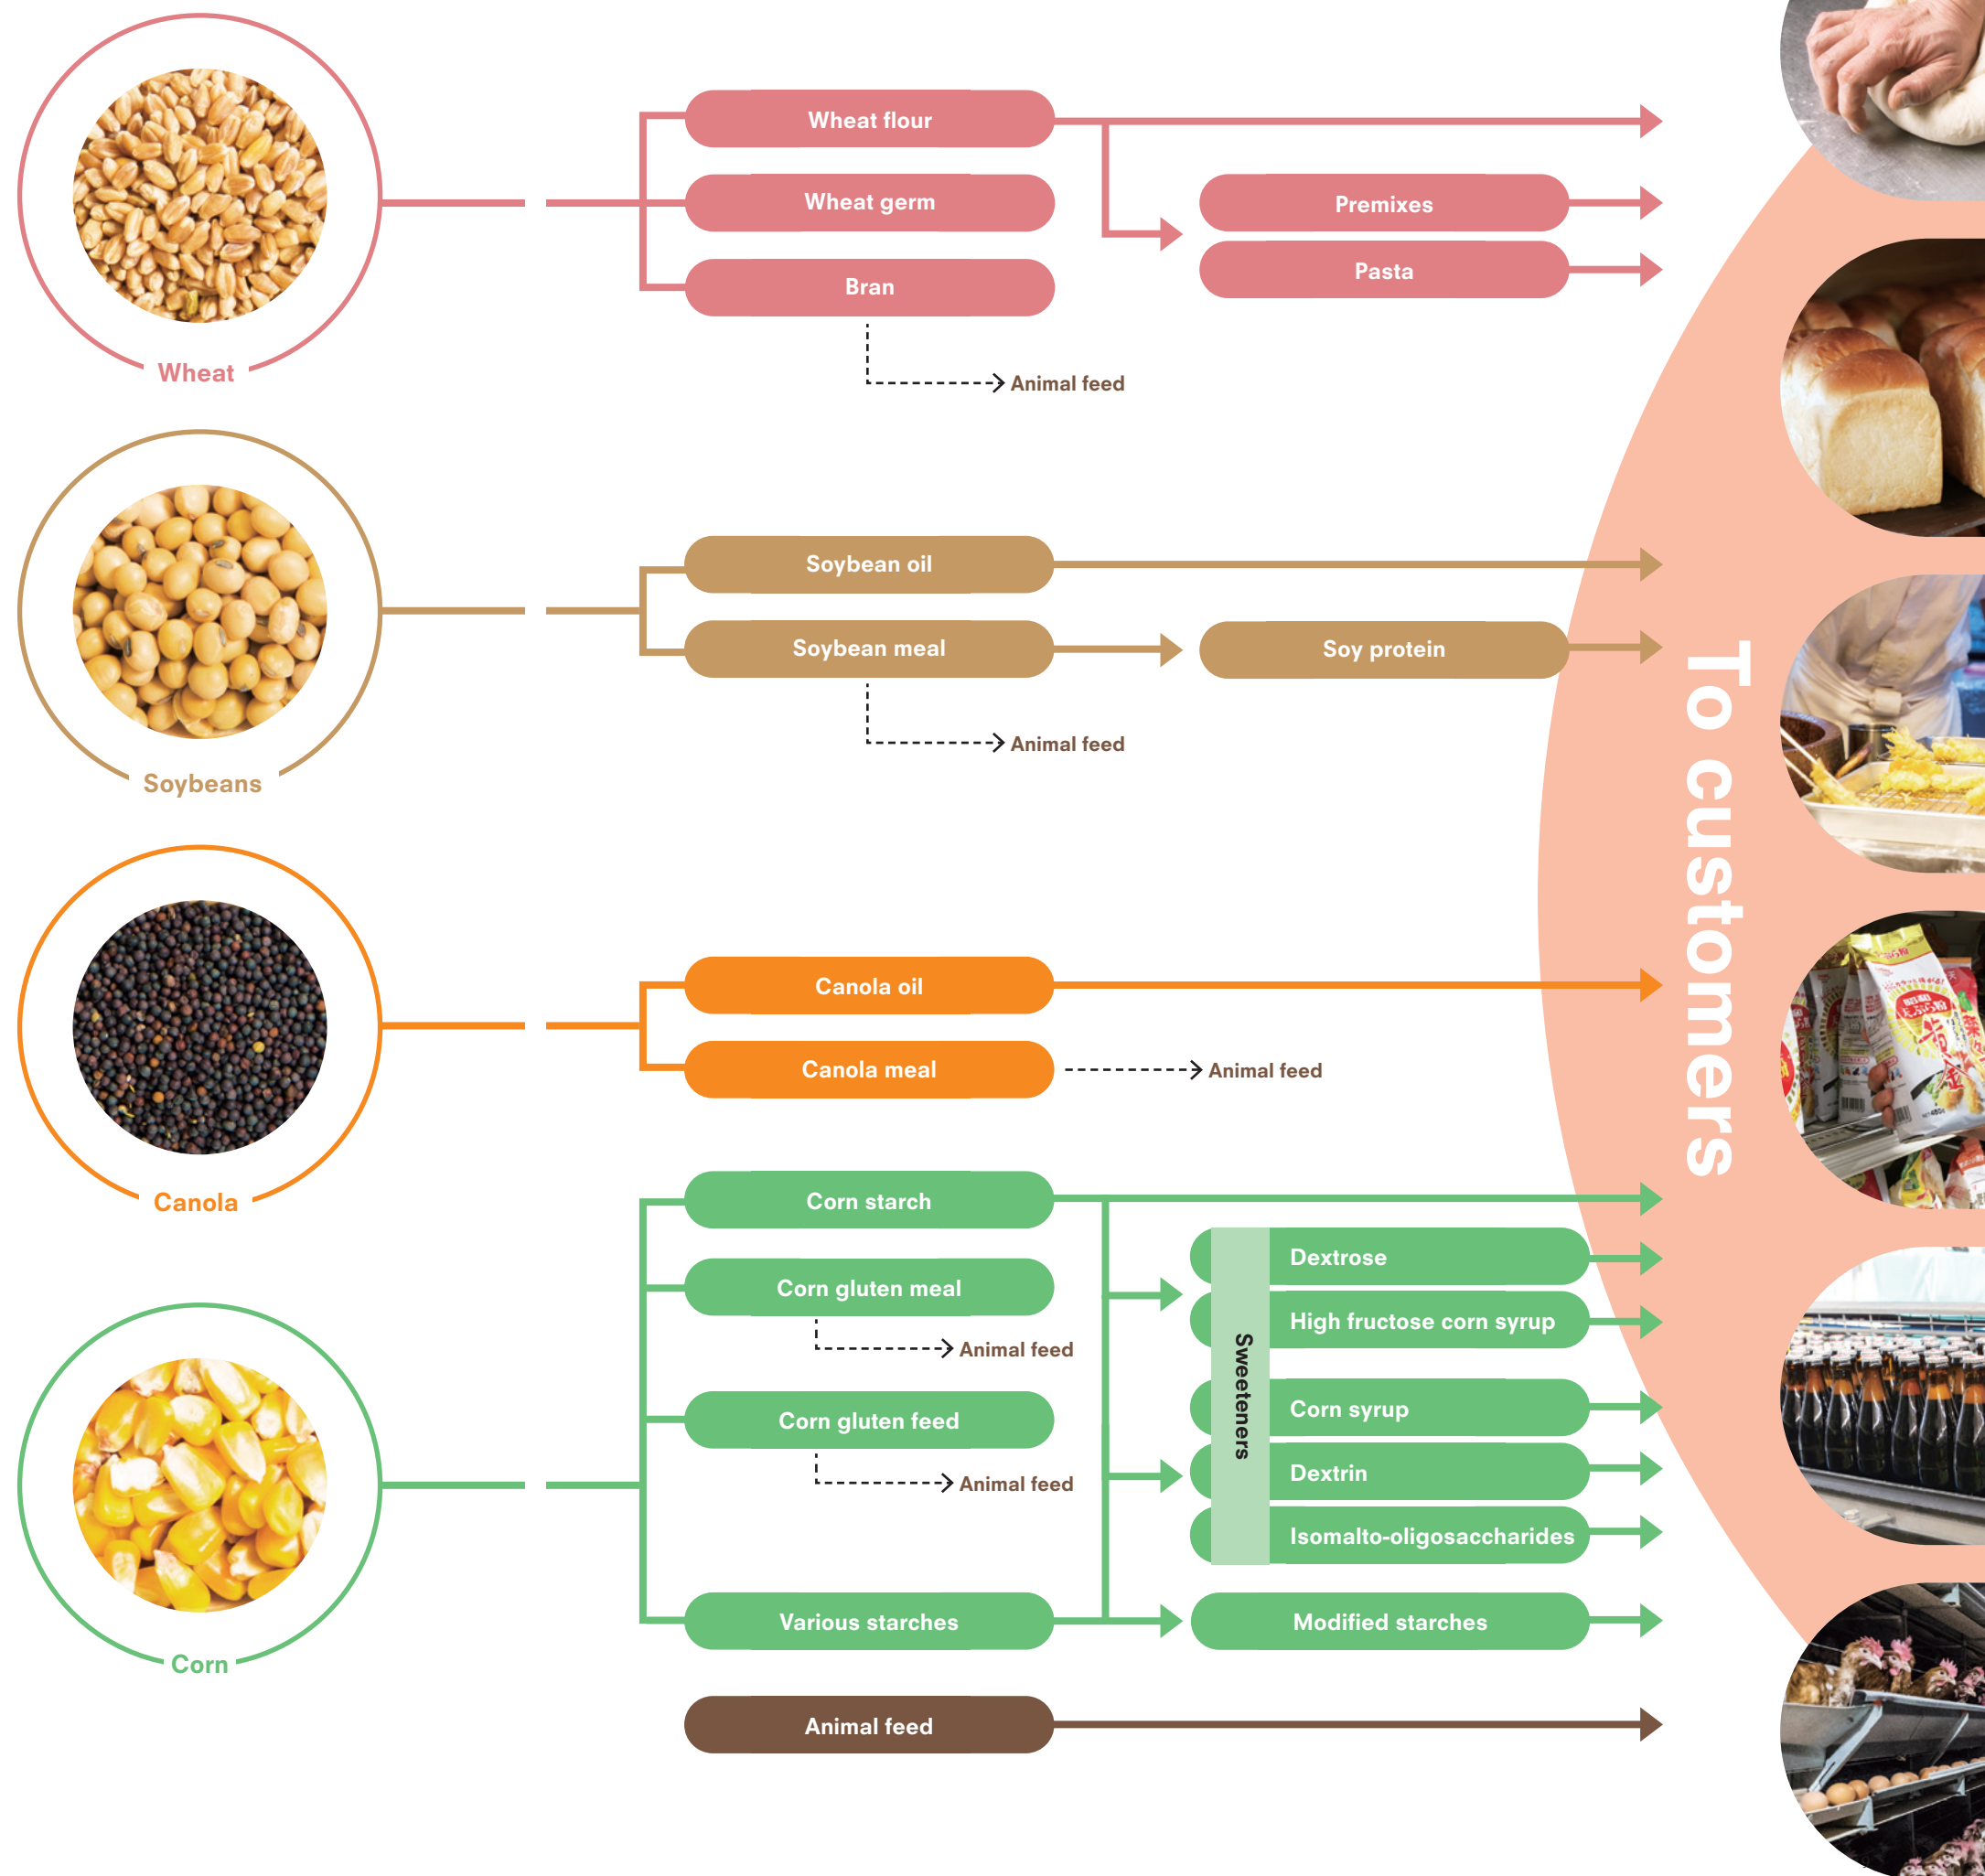 Wheat
Wheat flour
Wheat germ
Bran
Animal feed
Premixes
Pasta
Soybeans
Soybean oil
Soybean meal
Animal feed
Soy protein
Canola
Canola oil
Canola meal
Animal feed
Corn
Corn starch
Corn gluten meal
Animal feed
Corn gluten feed
Animal feed
Various starches
Sweeteners
Dextrose
High fructose corn syrup
Corn syrup
Dextrin
Isomalto-oligosaccharides
Modified starches
Animal feed
To customers
黄金